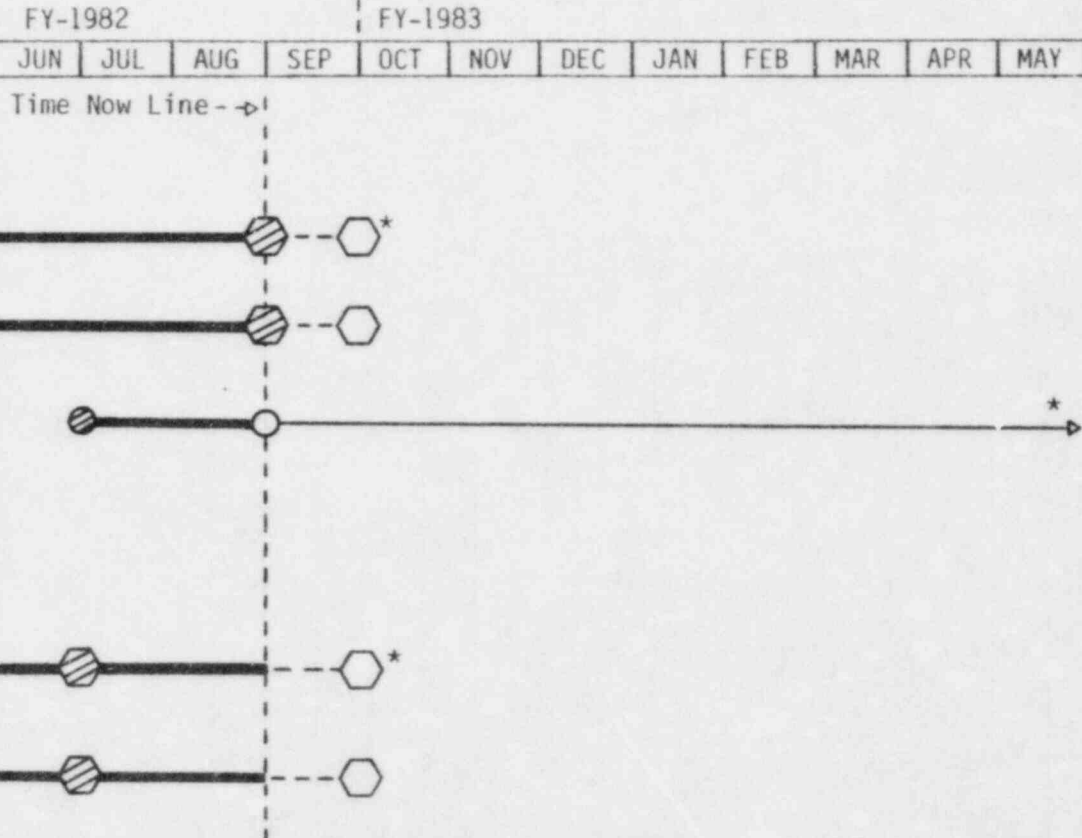 FY-1982 FY-1983
JUN JUL AUG SEP OCT NOV DEC JAN FEB MAR APR MAY
Time Now Line
*
*
*